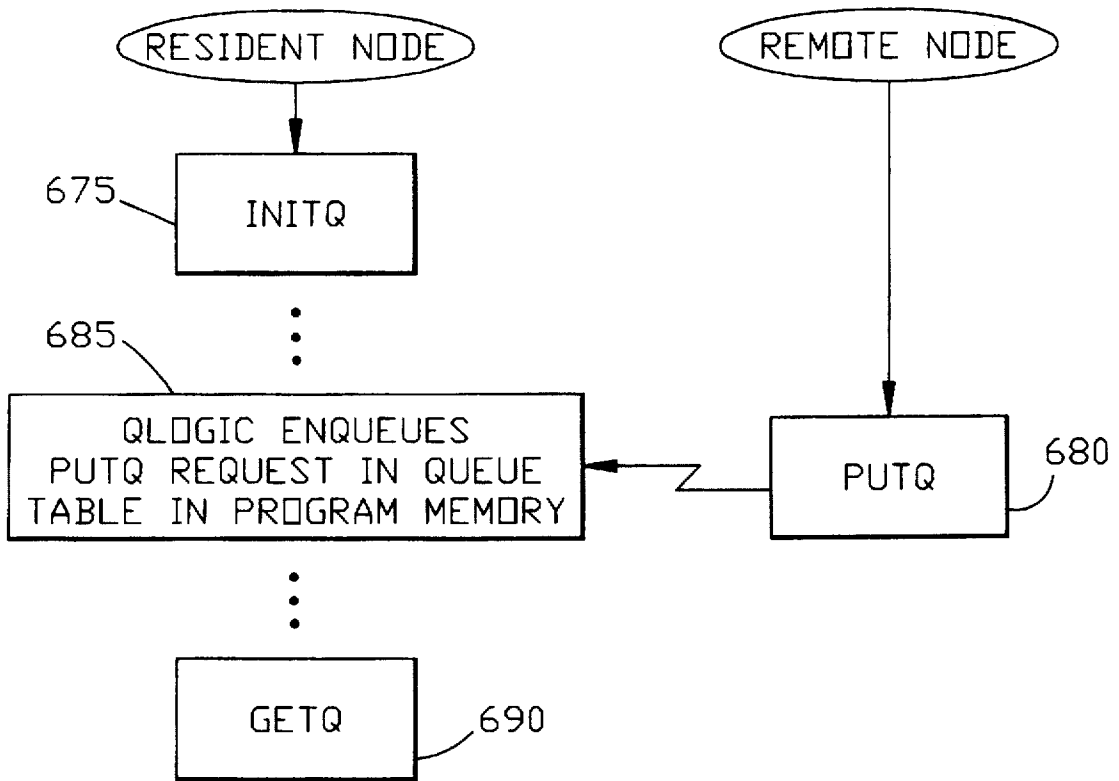 RESIDENT NODE
REMOTE NODE
675
INITQ
685
QLOGIC ENQUEUES
PUTQ REQUEST IN QUEUE
TABLE IN PROGRAM MEMORY
PUTQ
680
GETQ
690